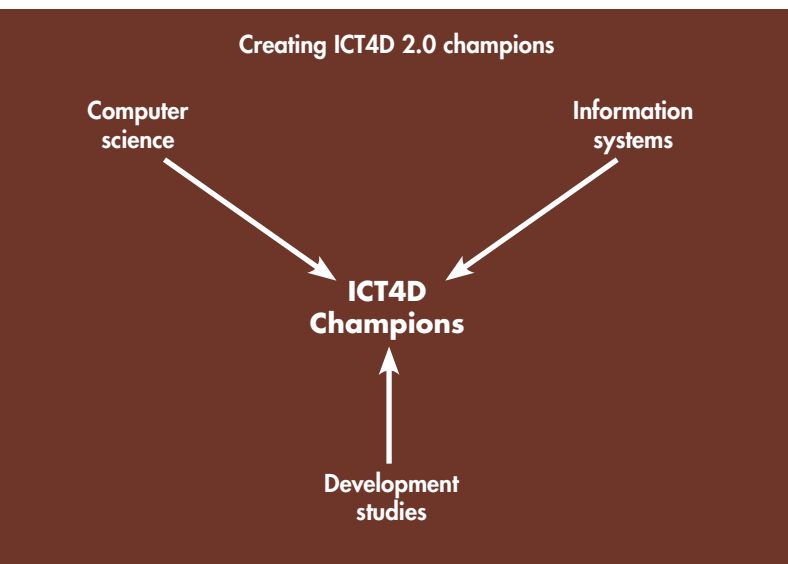 Creating ICT4D 2.0 champions
Computer
science
Information
systems
ICT4D
Champions
Development
studies